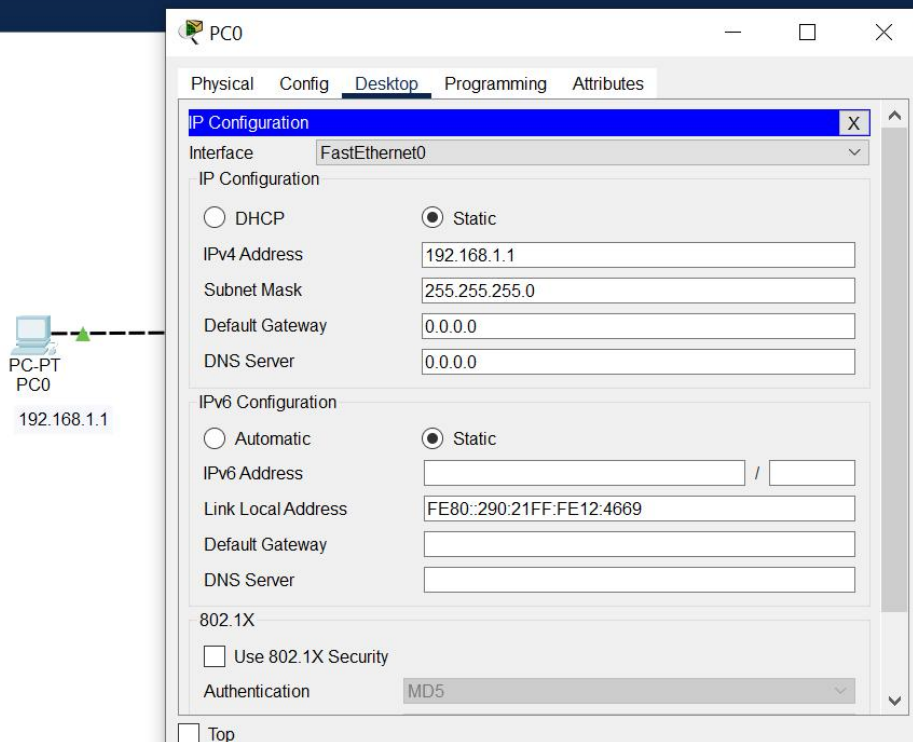 PC0
Physical Config Desktop Programming Attributes
IP Configuration X
Interface FastEthernet0
IP Configuration
DHCP Static
IPv4 Address 192.168.1.1
Subnet Mask 255.255.255.0
Default Gateway 0.0.0.0
DNS Server 0.0.0.0
IPv6 Configuration
Automatic Static
IPv6 Address /
Link Local Address FE80::290:21FF:FE12:4669
Default Gateway
DNS Server
802.1X
Use 802.1X Security
Authentication MD5
Top
PC-PT
PC0
192.168.1.1